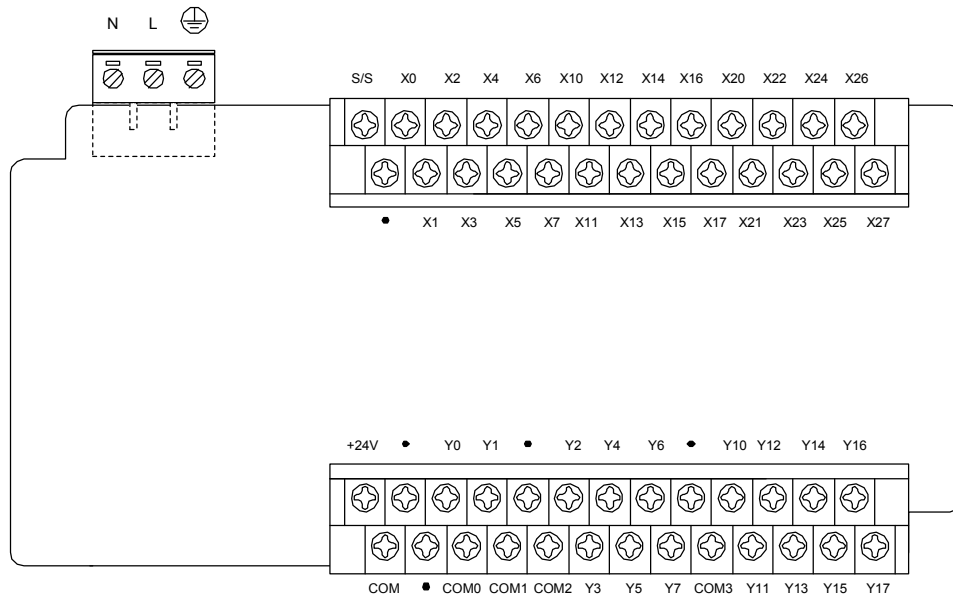 N L
S/S X0 X2 X4 X6 X10 X12 X14 X16 X20 X22 X24 X26
• X1 X3 X5 X7 X11 X13 X15 X17 X21 X23 X25 X27
+24V • Y0 Y1 • Y2 Y4 Y6 • Y10 Y12 Y14 Y16
COM • COM0 COM1 COM2 Y3 Y5 Y7 COM3 Y11 Y13 Y15 Y17